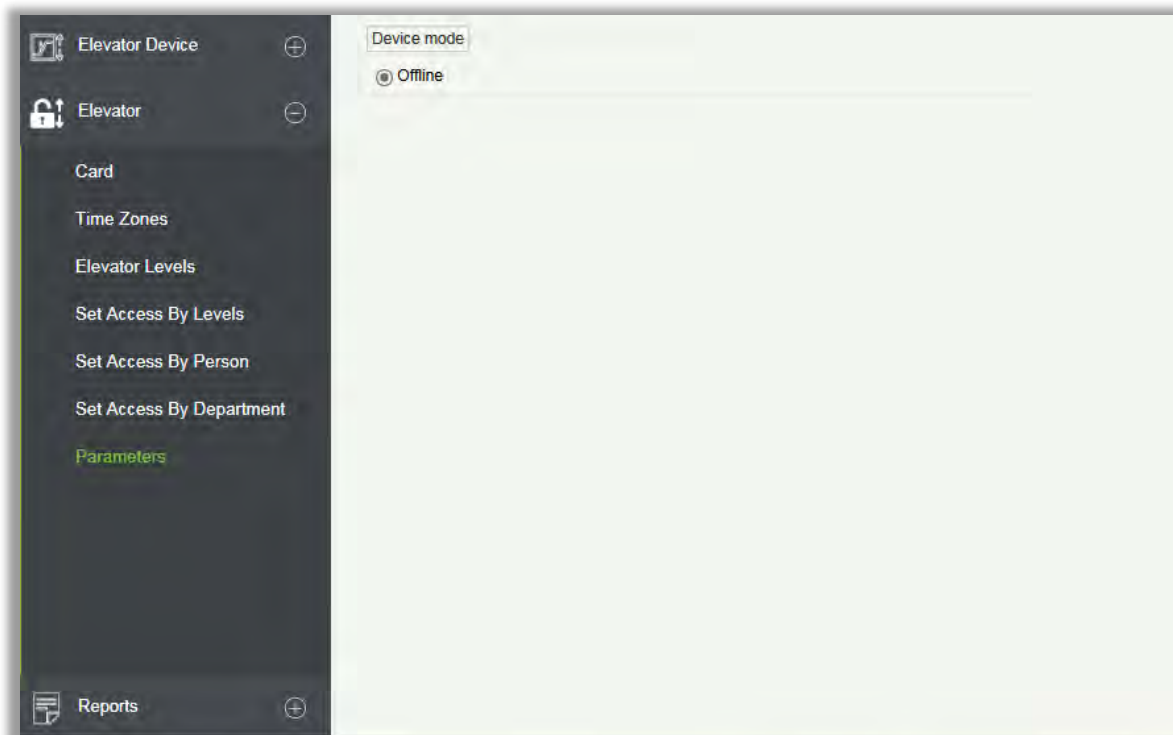 Elevator Device
Elevator
Card
Time Zones
Elevator Levels
Set Access By Levels
Set Access By Person
Set Access By Department
Parameters
Reports
Device mode
Offline